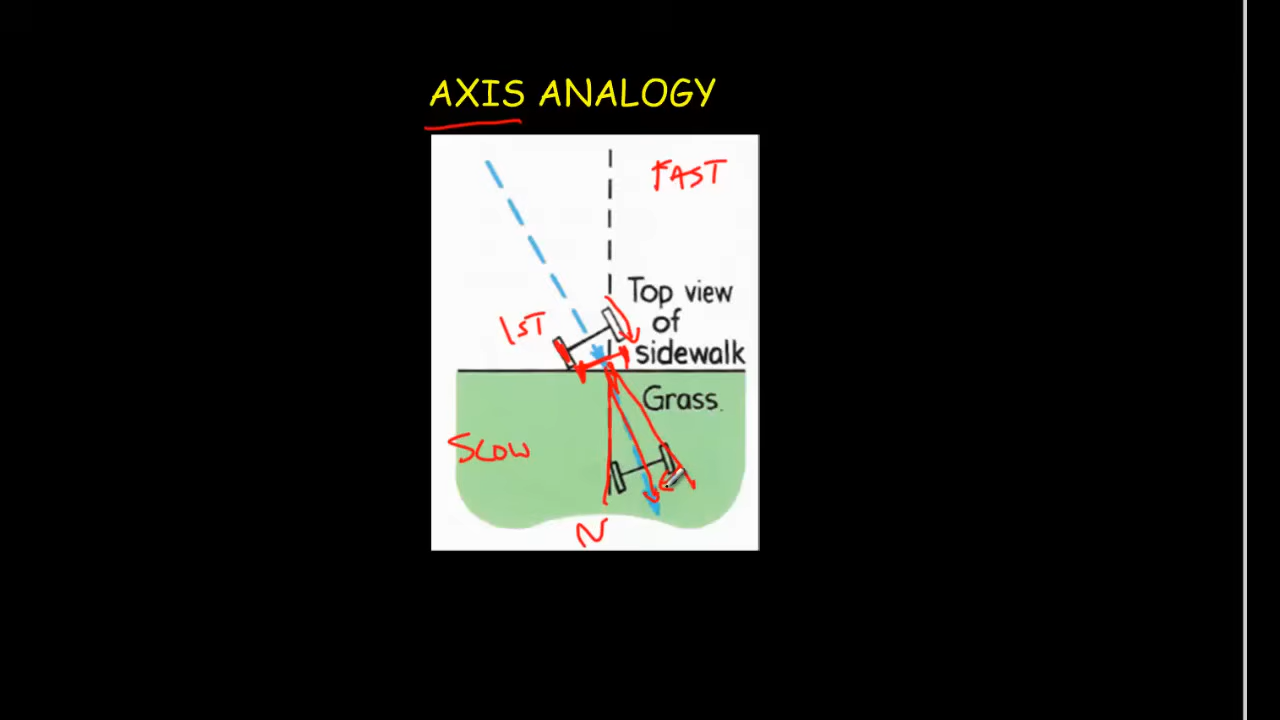 AXIS ANALOGY
FAST
Top view
of
sidewalk
1ST
Grass.
SLOW
N